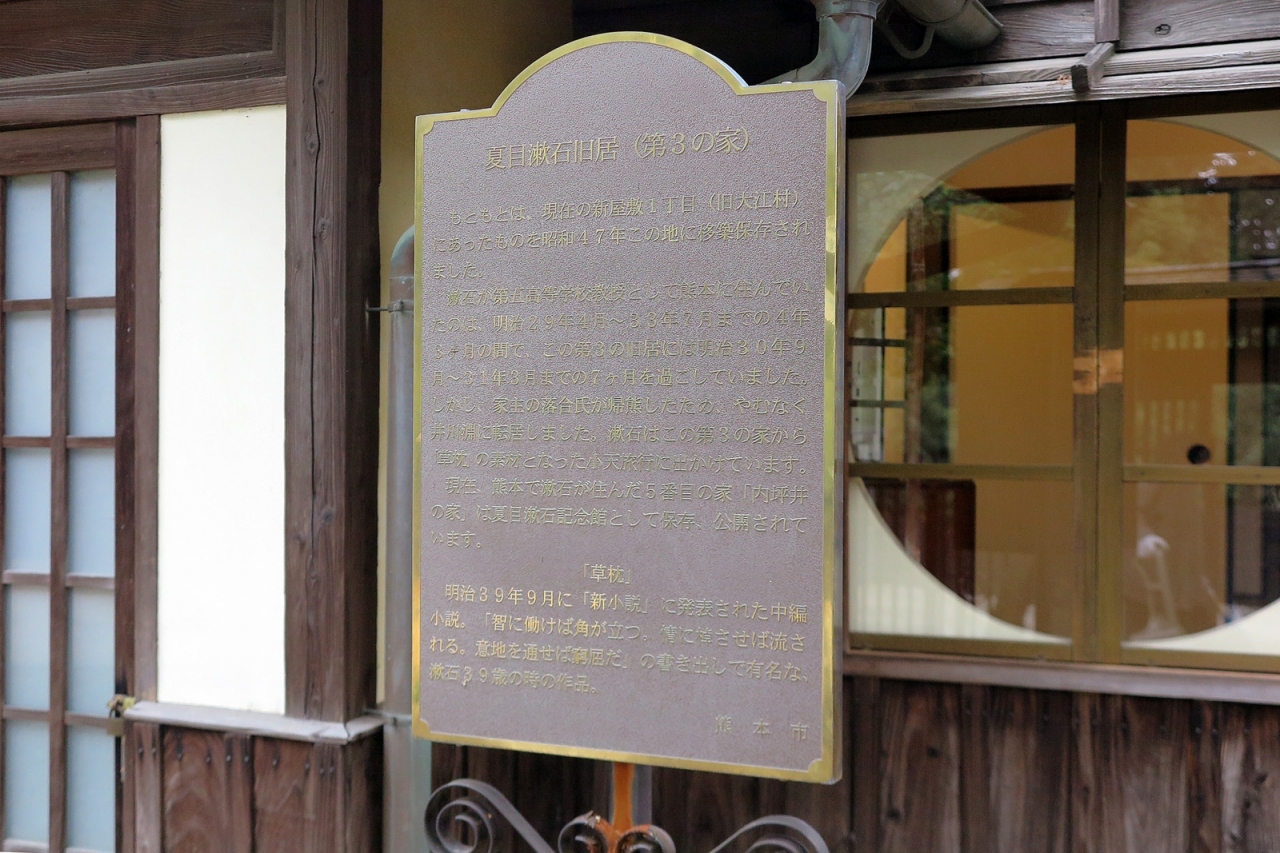 夏目漱石旧居（第３の家）
もともとは、現在の新屋敷１丁目（旧大江村）
にあったものを昭和４７年この地に移築保存され
ました。
漱石が第五高等学校教授として熊本に住んでい
たのは、明治２９年４月～３３年７月までの４年
３ヶ月の間で、この第３の旧居には明治３０年９
月～３１年３月までの７ヶ月を過ごしていました。
しかし、家主の落合氏が帰熊したため、やむなく
井川淵に転居しました。漱石はこの第３の家から
「草枕」の素材となった小天旅行に出かけています。
現在、熊本で漱石が住んだ５番目の家「内坪井
の家」は夏目漱石記念館として保存、公開されて
います。
「草枕」
明治３９年９月に「新小説」に発表された中編
小説。「智に働けば角が立つ。情に棹させば流さ
れる。意地を通せば窮屈だ」の書き出しで有名な、
漱石３９歳の時の作品。
熊本市